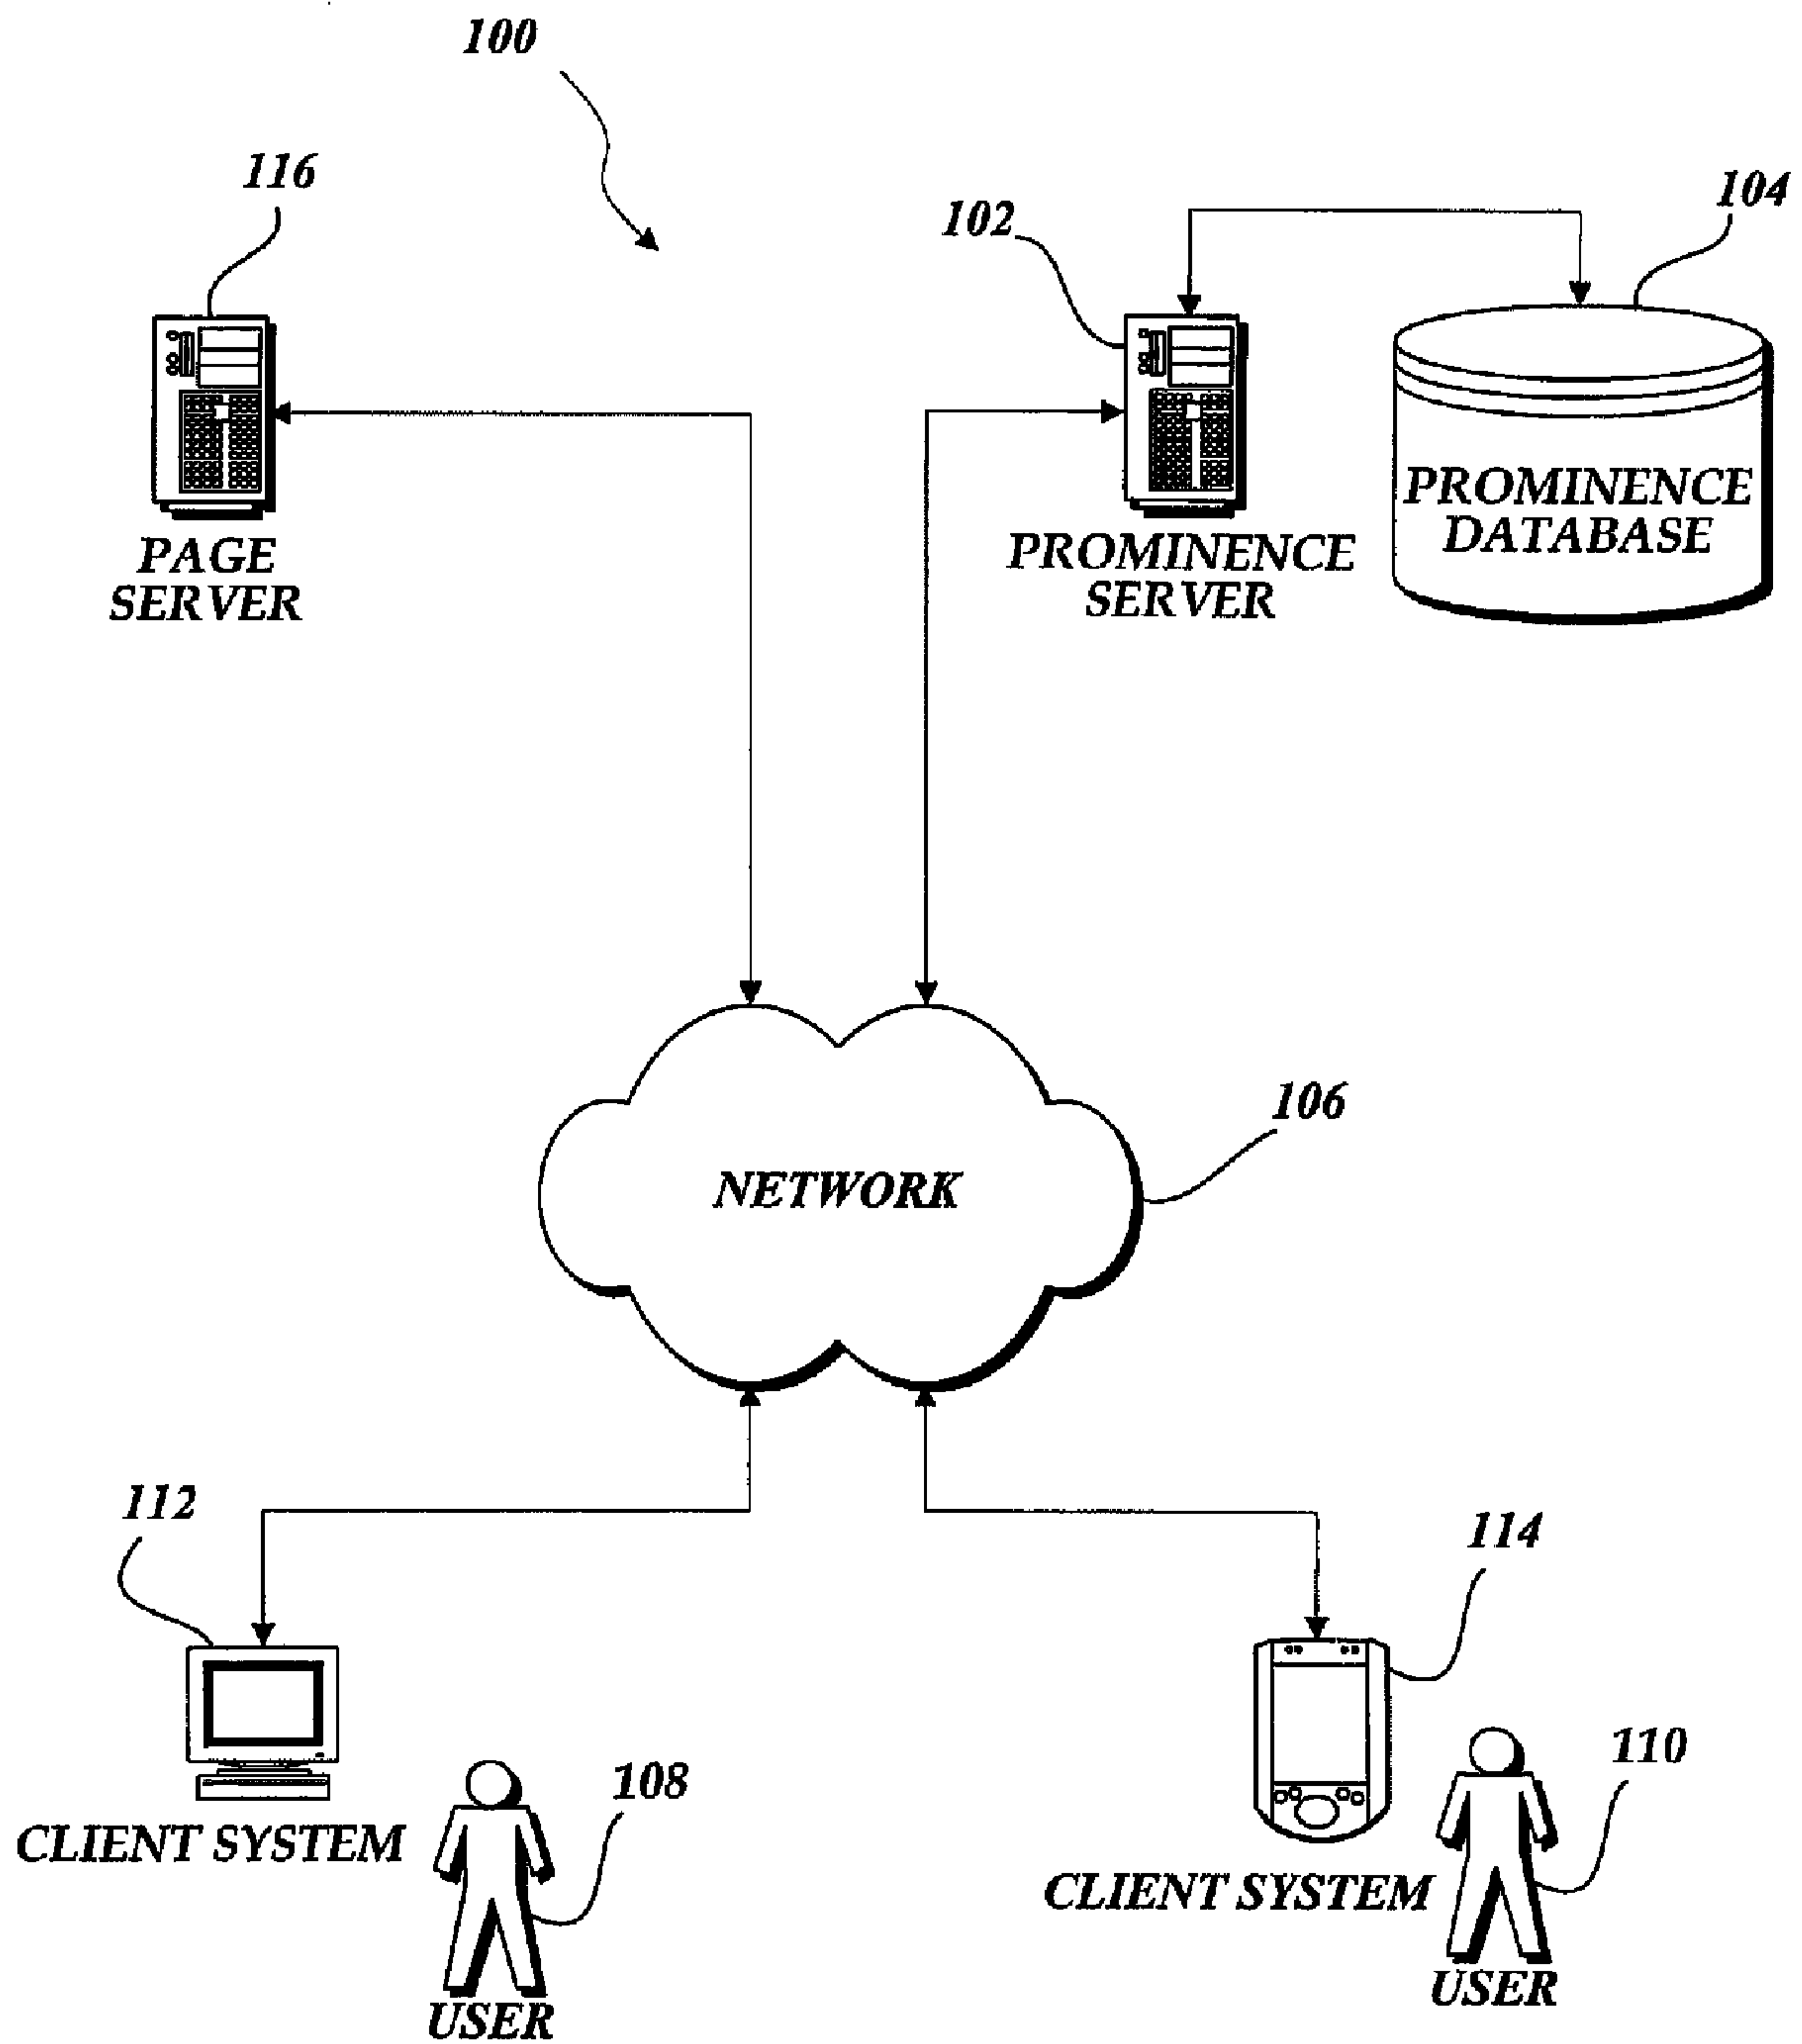 100
116
102
104
PAGE
SERVER
PROMINENCE
SERVER
PROMINENCE
DATABASE
NETWORK
106
112
114
CLIENT SYSTEM
108
USER
110
CLIENT SYSTEM
USER